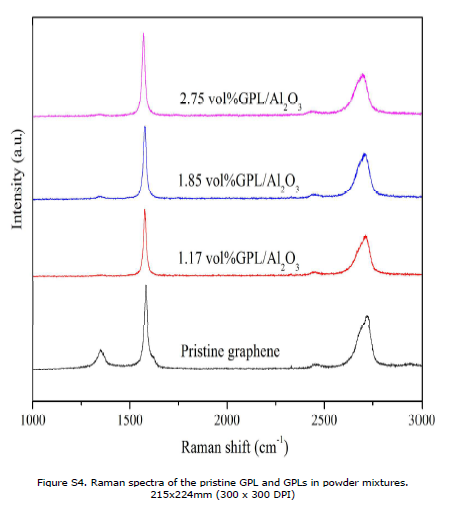 2.75 vol%GPL/Al₂O₃
1.85 vol%GPL/Al₂O₃
1.17 vol%GPL/Al₂O₃
Pristine graphene
Intensity (a.u.)
1000 1500 2000 2500 3000
Raman shift (cm⁻¹)
Figure S4. Raman spectra of the pristine GPL and GPLs in powder mixtures.
215x224mm (300 x 300 DPI)